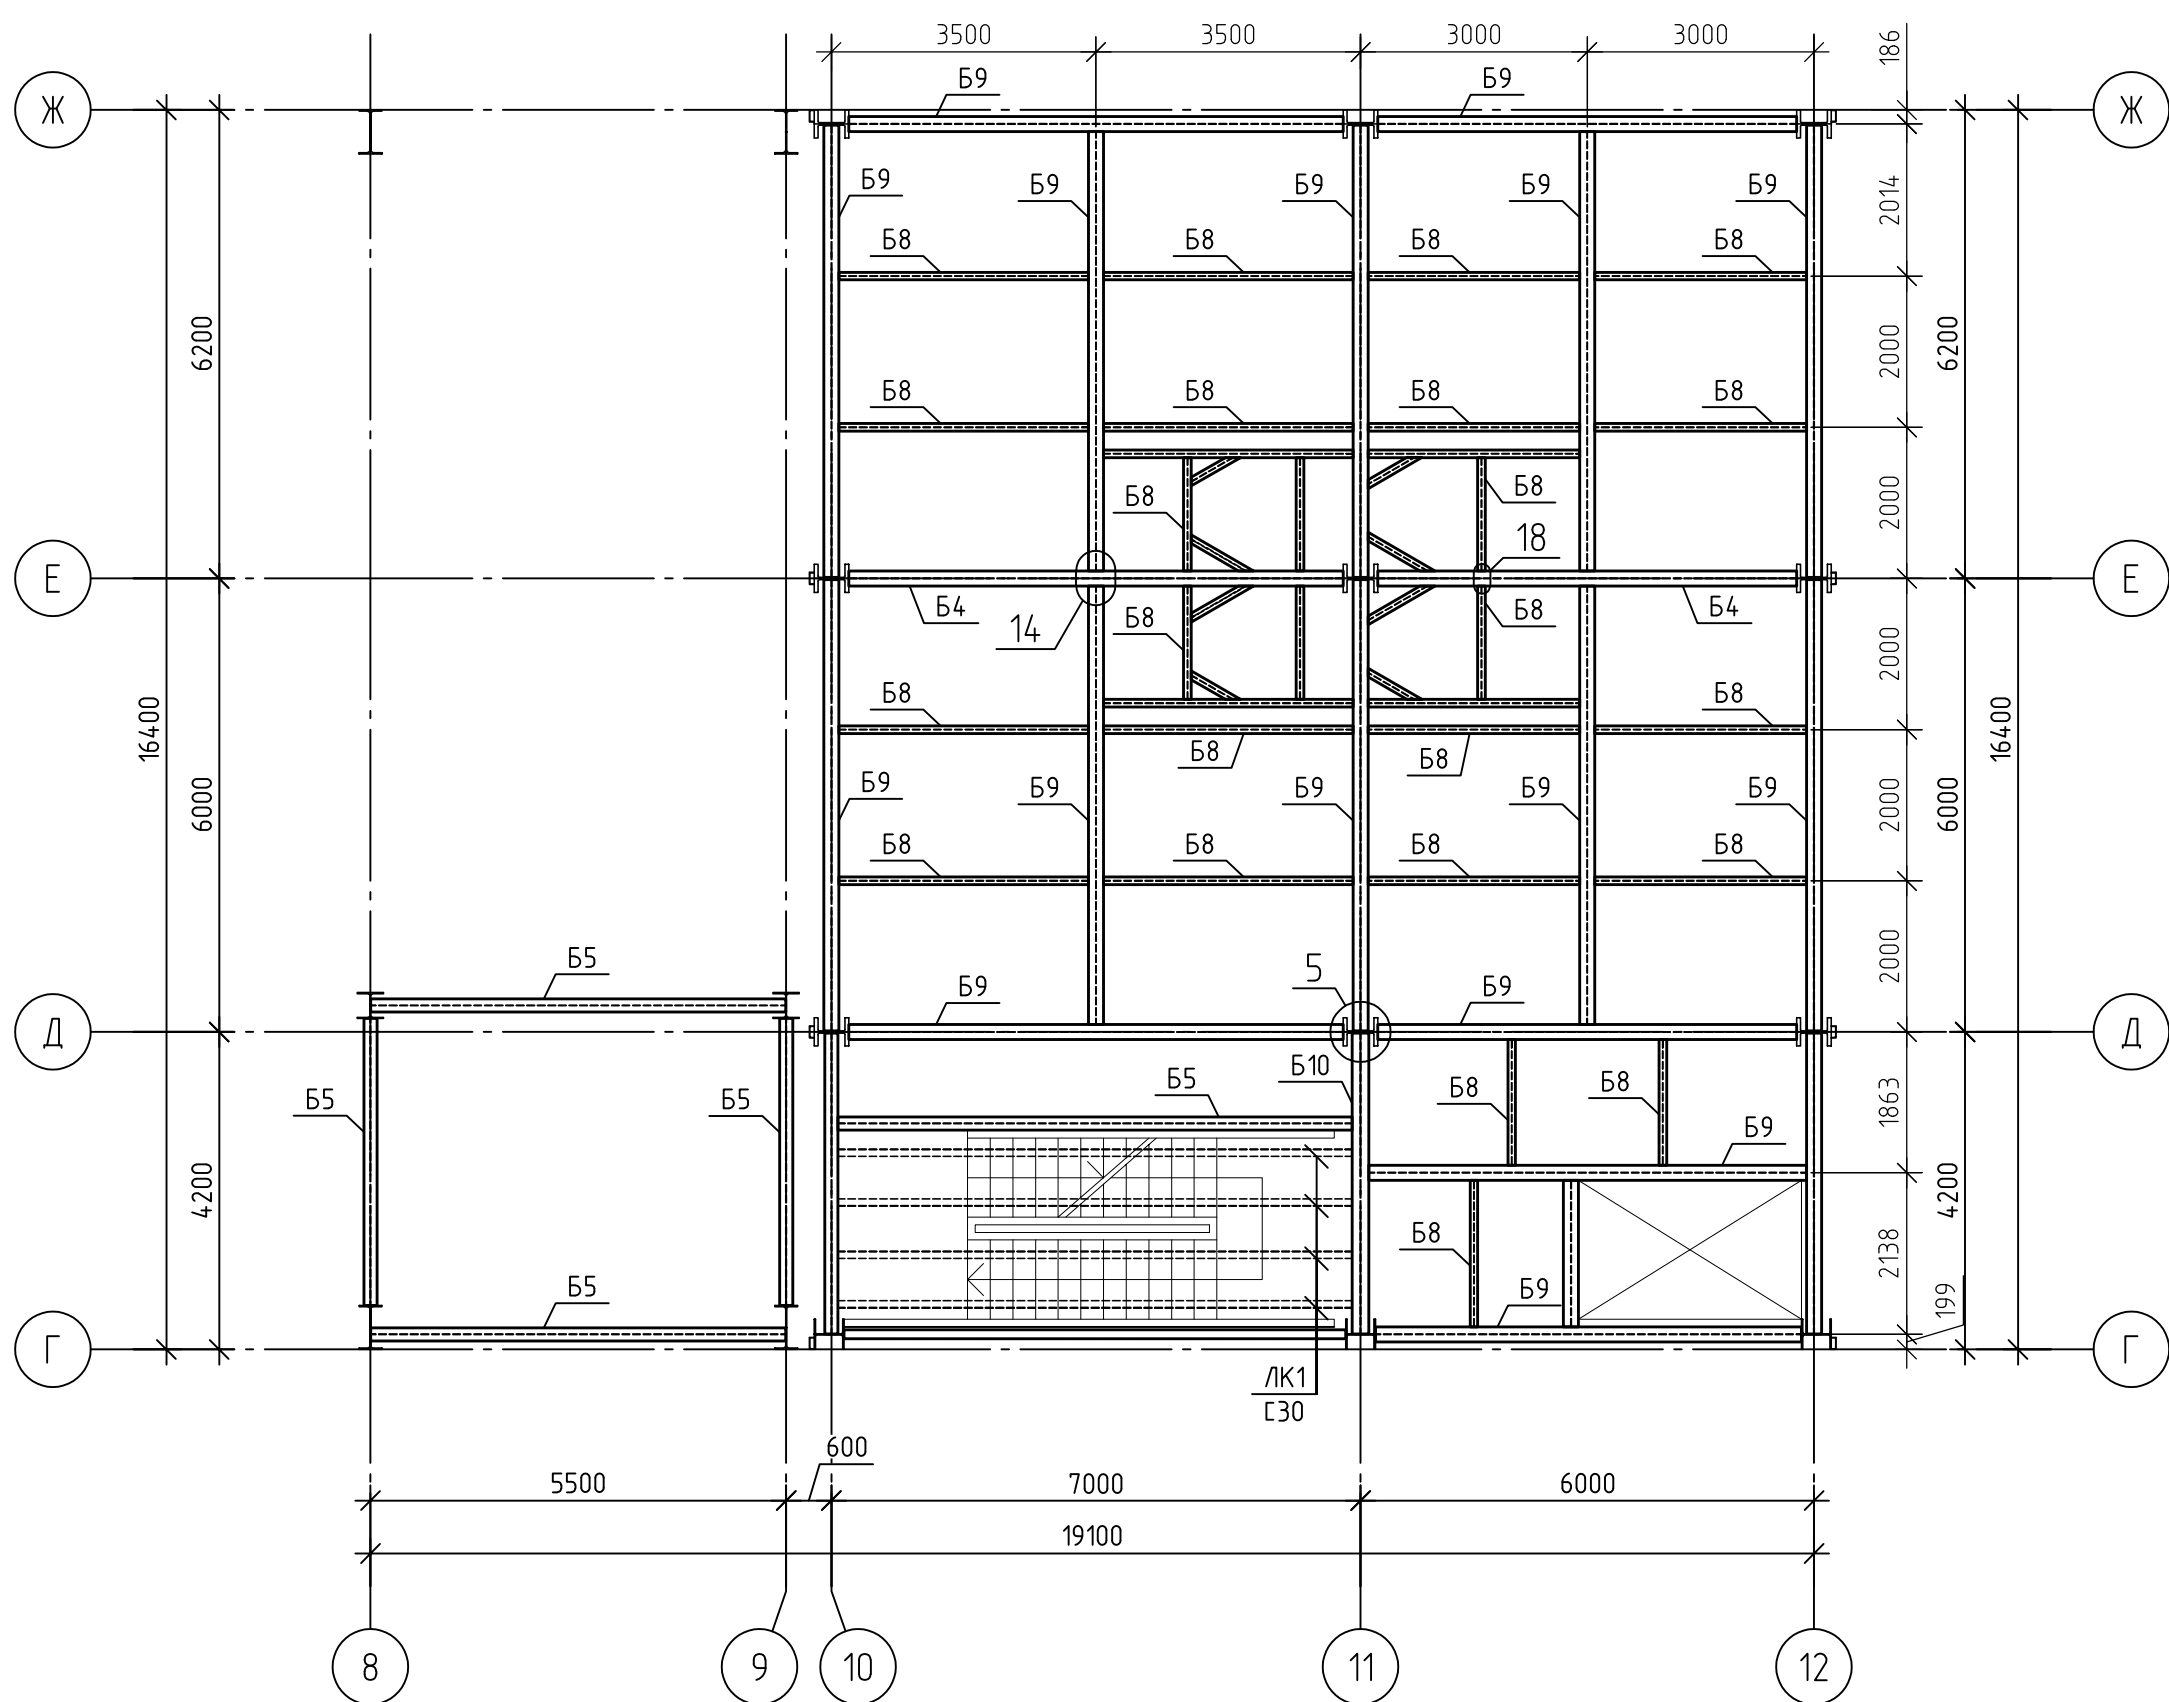 3500 3500 3000 3000
186
Б9 Б9
Ж Ж
Б9 Б9 Б9 Б9 Б9
2014
Б8 Б8 Б8 Б8
6200 2000 6200
Б8 Б8 Б8 Б8
Б8 Б8
2000
18
Е Е
Б4 Б8 Б8 Б4
14
2000
Б8 Б8
16400 16400
Б8 Б8
Б9 Б9 Б9 Б9 Б9
6000 2000 6000
Б8 Б8 Б8 Б8
Б5 5 2000
Б9 Б9
Д Д
Б10
Б5 Б8 Б8
Б5 Б5 1863
Б9
4200 4200
Б8 2138
Б5 Б9 199
Г Г
ЛК1
С30
600
5500 7000 6000
19100
8 9 10 11 12